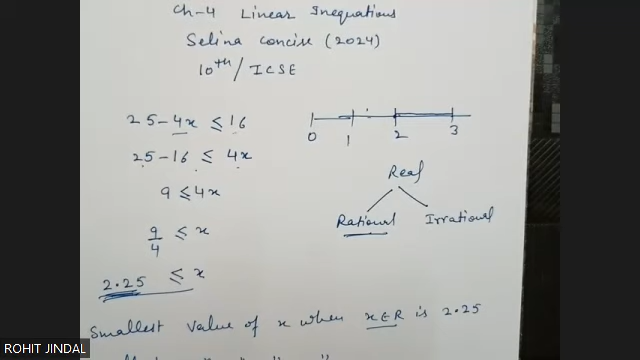 Ch-4 Linear Inequations
Selina Concise (2024)
10th / ICSE
25-4x ≤ 16
25-16 ≤ 4x
9 ≤ 4x
9/4 ≤ x
2.25 ≤ x
0 1 2 3
Real
Rational Irrational
Smallest value of x when x∈R is 2.25
ROHIT JINDAL